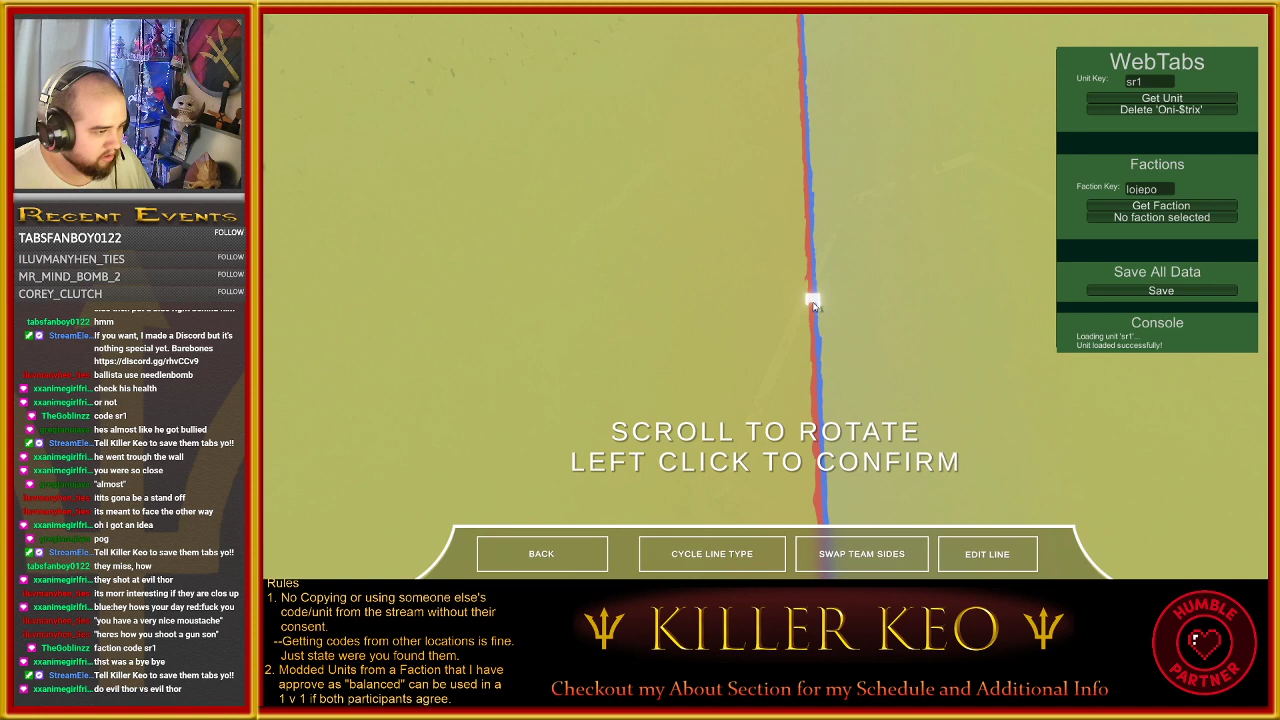 RECENT EVENTS
TABSFANBOY0122 FOLLOW
ILUVMANYHEN_TIES FOLLOW
MR_MIND_BOMB_2 FOLLOW
COREY_CLUTCH FOLLOW
tabsfanboy0122 hmm
StreamEle... If you want, I made a Discord but it's
nothing special yet. Barebones
https://discord.gg/rhvCCv9
iluvmanyhen_ties ballista use needlenbomb
xxanimegirlfri... check his health
xxanimegirlfri... or not
TheGoblinzz code sr1
hes almost like he got bullied
StreamEle... Tell Killer Keo to save them tabs yo!!
xxanimegirlfri... he went trough the wall
xxanimegirlfri... you were so close
"almost"
iluvmanyhen_ties itits gona be a stand off
iluvmanyhen_ties its meant to face the other way
xxanimegirlfri... oh i got an idea
pog
StreamEle... Tell Killer Keo to save them tabs yo!!
tabsfanboy0122 they miss, how
xxanimegirlfri... they shot at evil thor
iluvmanyhen_ties its morr interesting if they are clos up
xxanimegirlfri... blue:hey hows your day red:fuck you
iluvmanyhen_ties "you have a very nice moustache"
iluvmanyhen_ties "heres how you shoot a gun son"
TheGoblinzz faction code sr1
xxanimegirlfri... thst was a bye bye
StreamEle... Tell Killer Keo to save them tabs yo!!
xxanimegirlfri... do evil thor vs evil thor
WebTabs
Unit Key: sr1
Get Unit
Delete 'Oni-$trix'
Factions
Faction Key: lojepo
Get Faction
No faction selected
Save All Data
Save
Console
Loading unit 'sr1'...
Unit loaded successfully!
SCROLL TO ROTATE
LEFT CLICK TO CONFIRM
BACK CYCLE LINE TYPE SWAP TEAM SIDES EDIT LINE
Rules
1. No Copying or using someone else's
code/unit from the stream without their
consent.
--Getting codes from other locations is fine.
Just state were you found them.
2. Modded Units from a Faction that I have
approve as "balanced" can be used in a
1 v 1 if both participants agree.
KILLER KEO
Checkout my About Section for my Schedule and Additional Info
HUMBLE
PARTNER